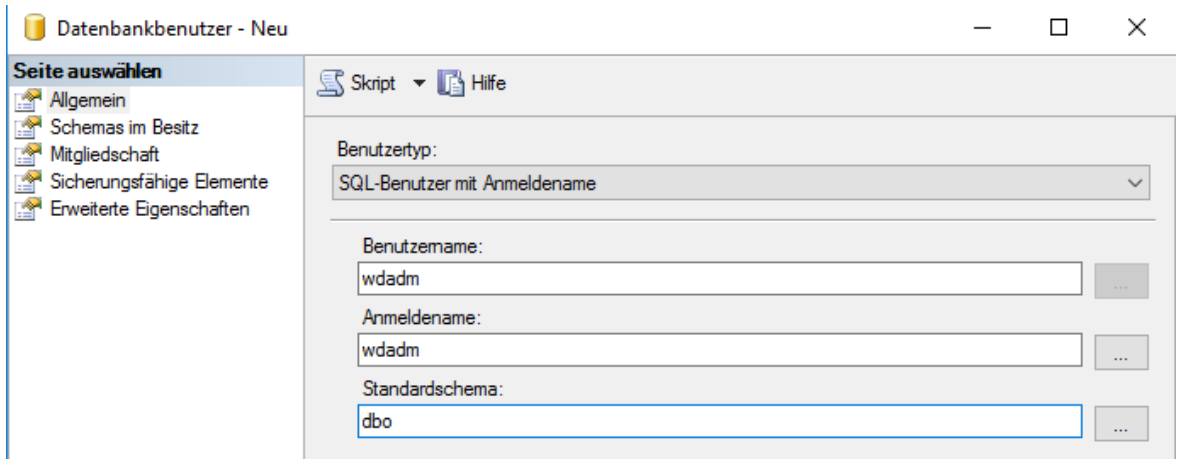 Datenbankbenutzer - Neu
Seite auswählen
Allgemein
Schemas im Besitz
Mitgliedschaft
Sicherungsfähige Elemente
Erweiterte Eigenschaften
Skript
Hilfe
Benutzertyp:
SQL-Benutzer mit Anmeldename
Benutzername:
wdadm
...
Anmeldename:
wdadm
...
Standardschema:
dbo
...